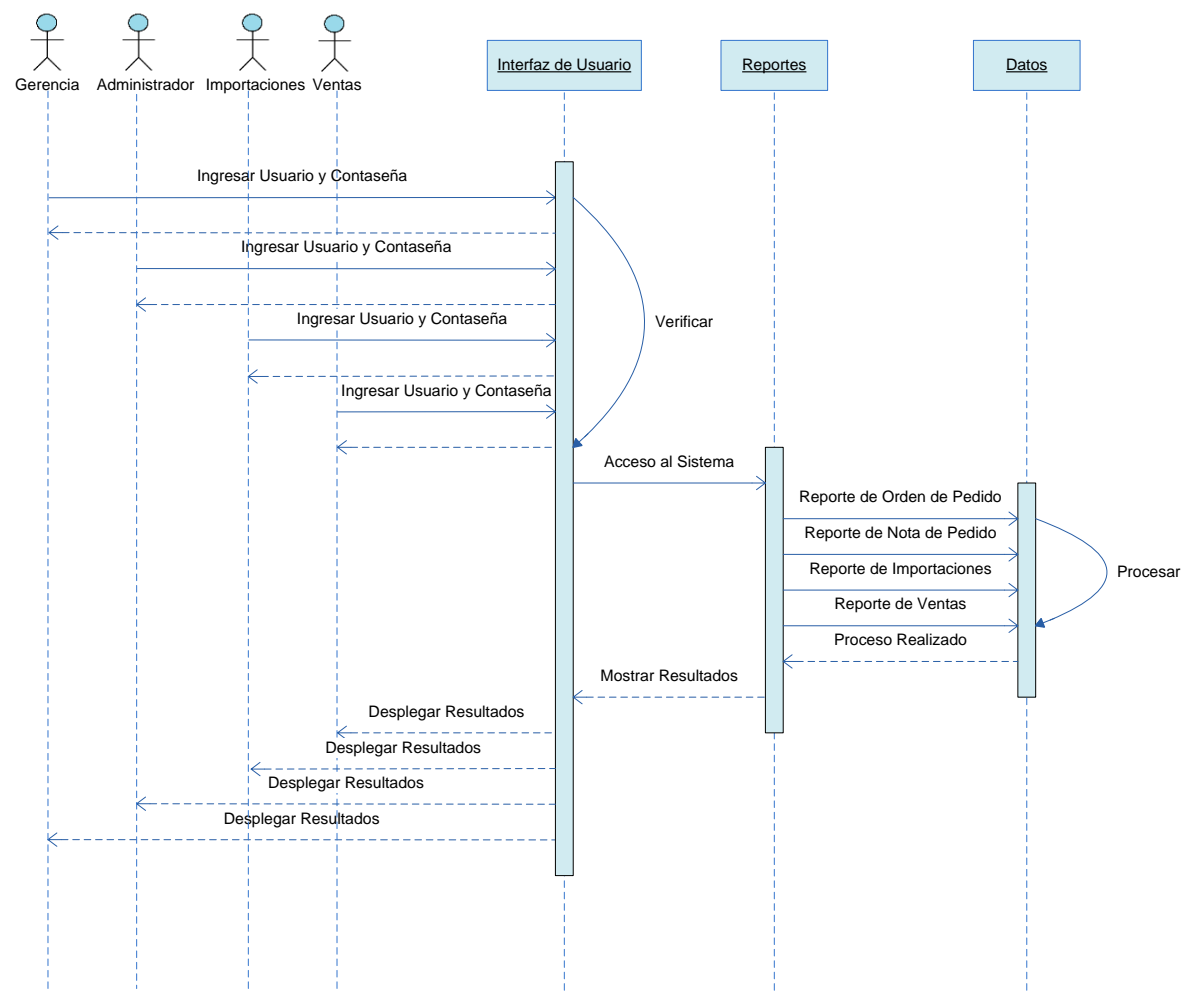 Gerencia
Administrador
Importaciones
Ventas
Interfaz de Usuario
Reportes
Datos
Ingresar Usuario y Contaseña
Ingresar Usuario y Contaseña
Ingresar Usuario y Contaseña
Verificar
Ingresar Usuario y Contaseña
Acceso al Sistema
Reporte de Orden de Pedido
Reporte de Nota de Pedido
Reporte de Importaciones
Procesar
Reporte de Ventas
Proceso Realizado
Mostrar Resultados
Desplegar Resultados
Desplegar Resultados
Desplegar Resultados
Desplegar Resultados